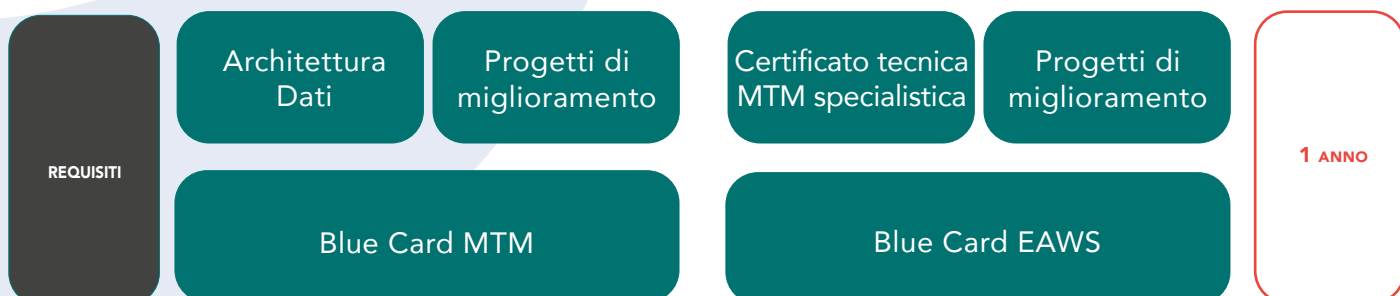 REQUISITI
Architettura
Dati
Progetti di
miglioramento
Certificato tecnica
MTM specialistica
Progetti di
miglioramento
Blue Card MTM
Blue Card EAWS
1 ANNO